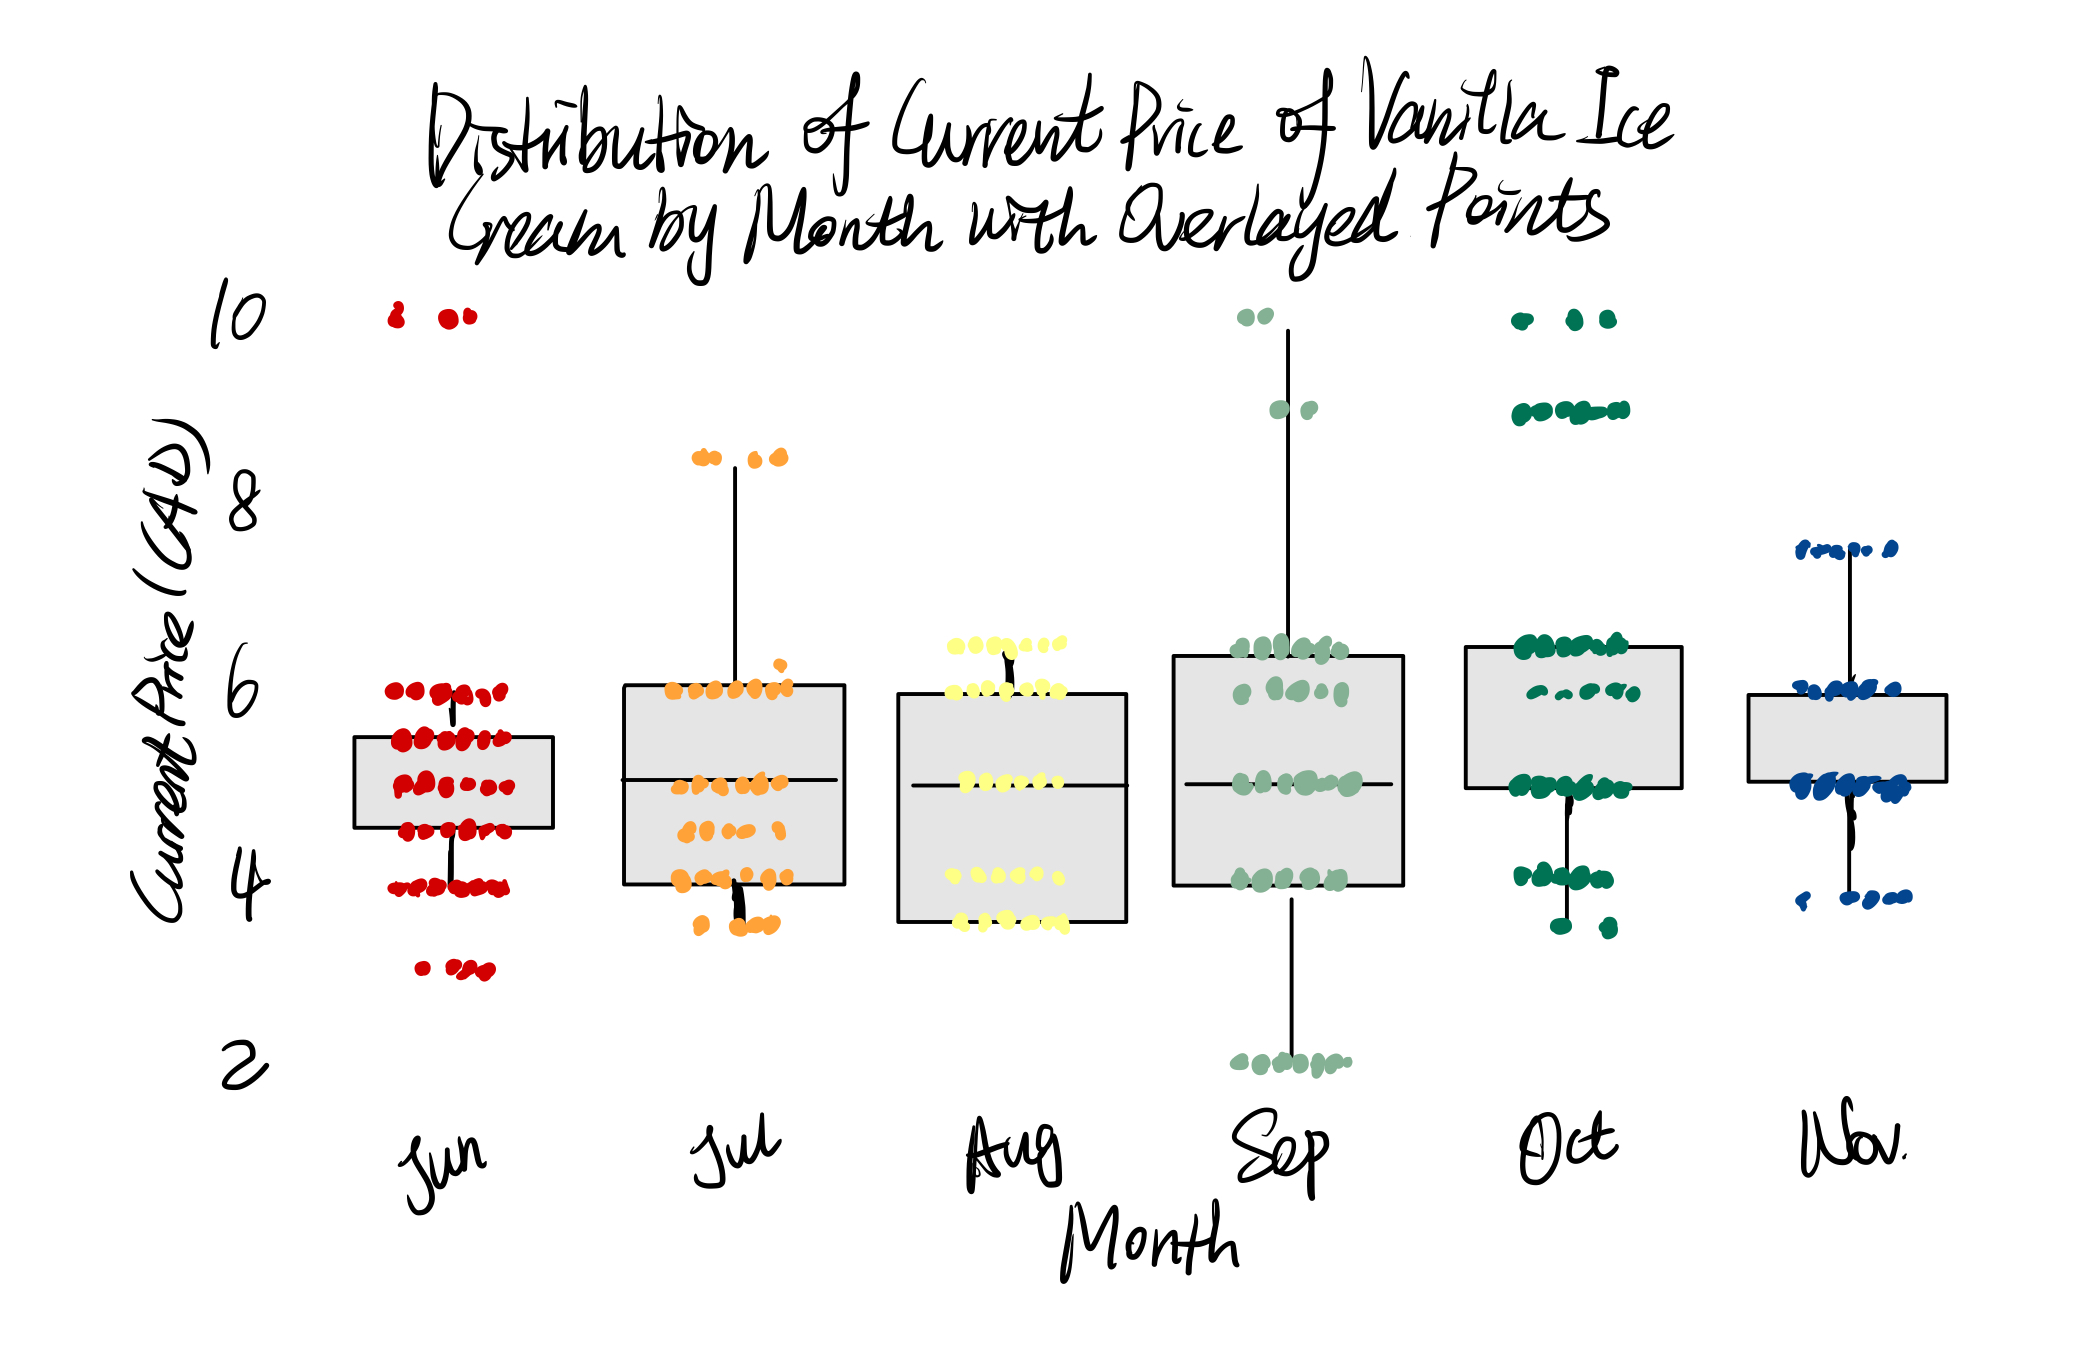 Distribution of Current Price of Vanilla Ice
Cream by Month with Overlayed Points
10
8
6
4
2
Current Price (CAD)
Jun Jul Aug Sep Oct Nov.
Month